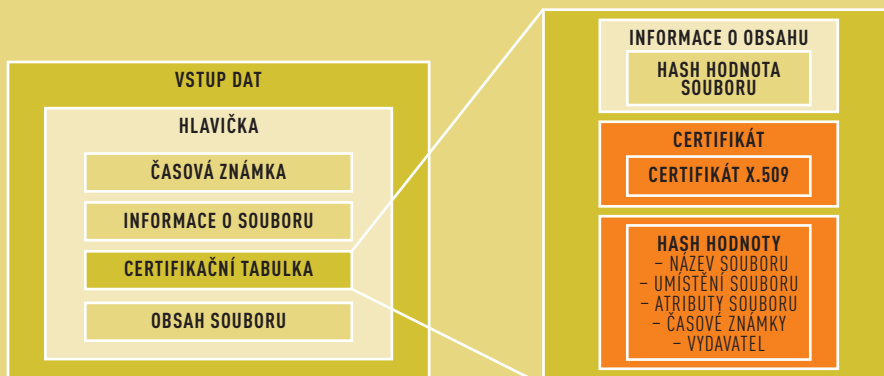 VSTUP DAT
HLAVIČKA
ČASOVÁ ZNÁMKA
INFORMACE O SOUBORU
CERTIFIKAČNÍ TABULKA
OBSAH SOUBORU
INFORMACE O OBSAHU
HASH HODNOTA
SOUBORU
CERTIFIKÁT
CERTIFIKÁT X.509
HASH HODNOTY
– NÁZEV SOUBORU
– UMÍSTĚNÍ SOUBORU
– ATRIBUTY SOUBORU
– ČASOVÉ ZNÁMKY
– VYDAVATEL